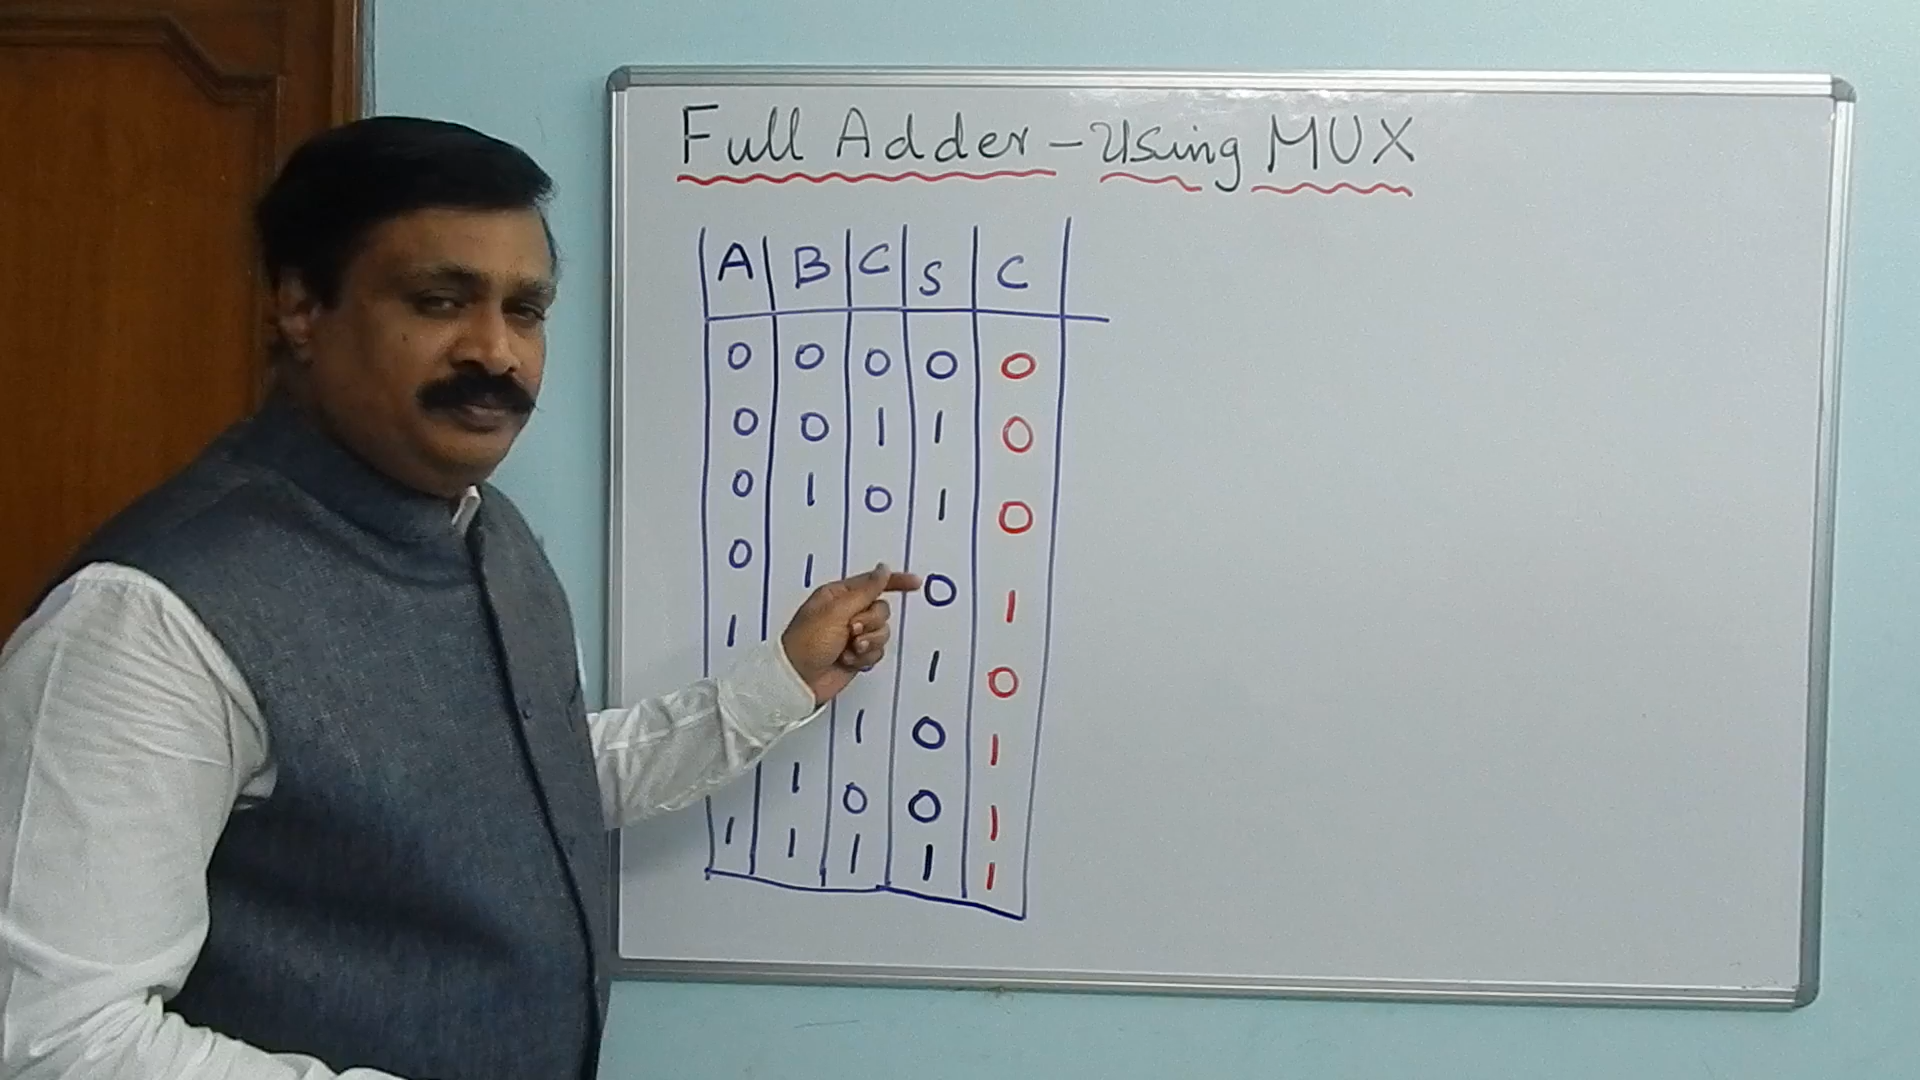 Full Adder - Using MUX
A B C S C
0 0 0 0 0
0 0 1 1 0
0 1 0 1 0
0 1 0 1
1 1 0
1 0 1
1 0 0 1
1 1 1 1 1